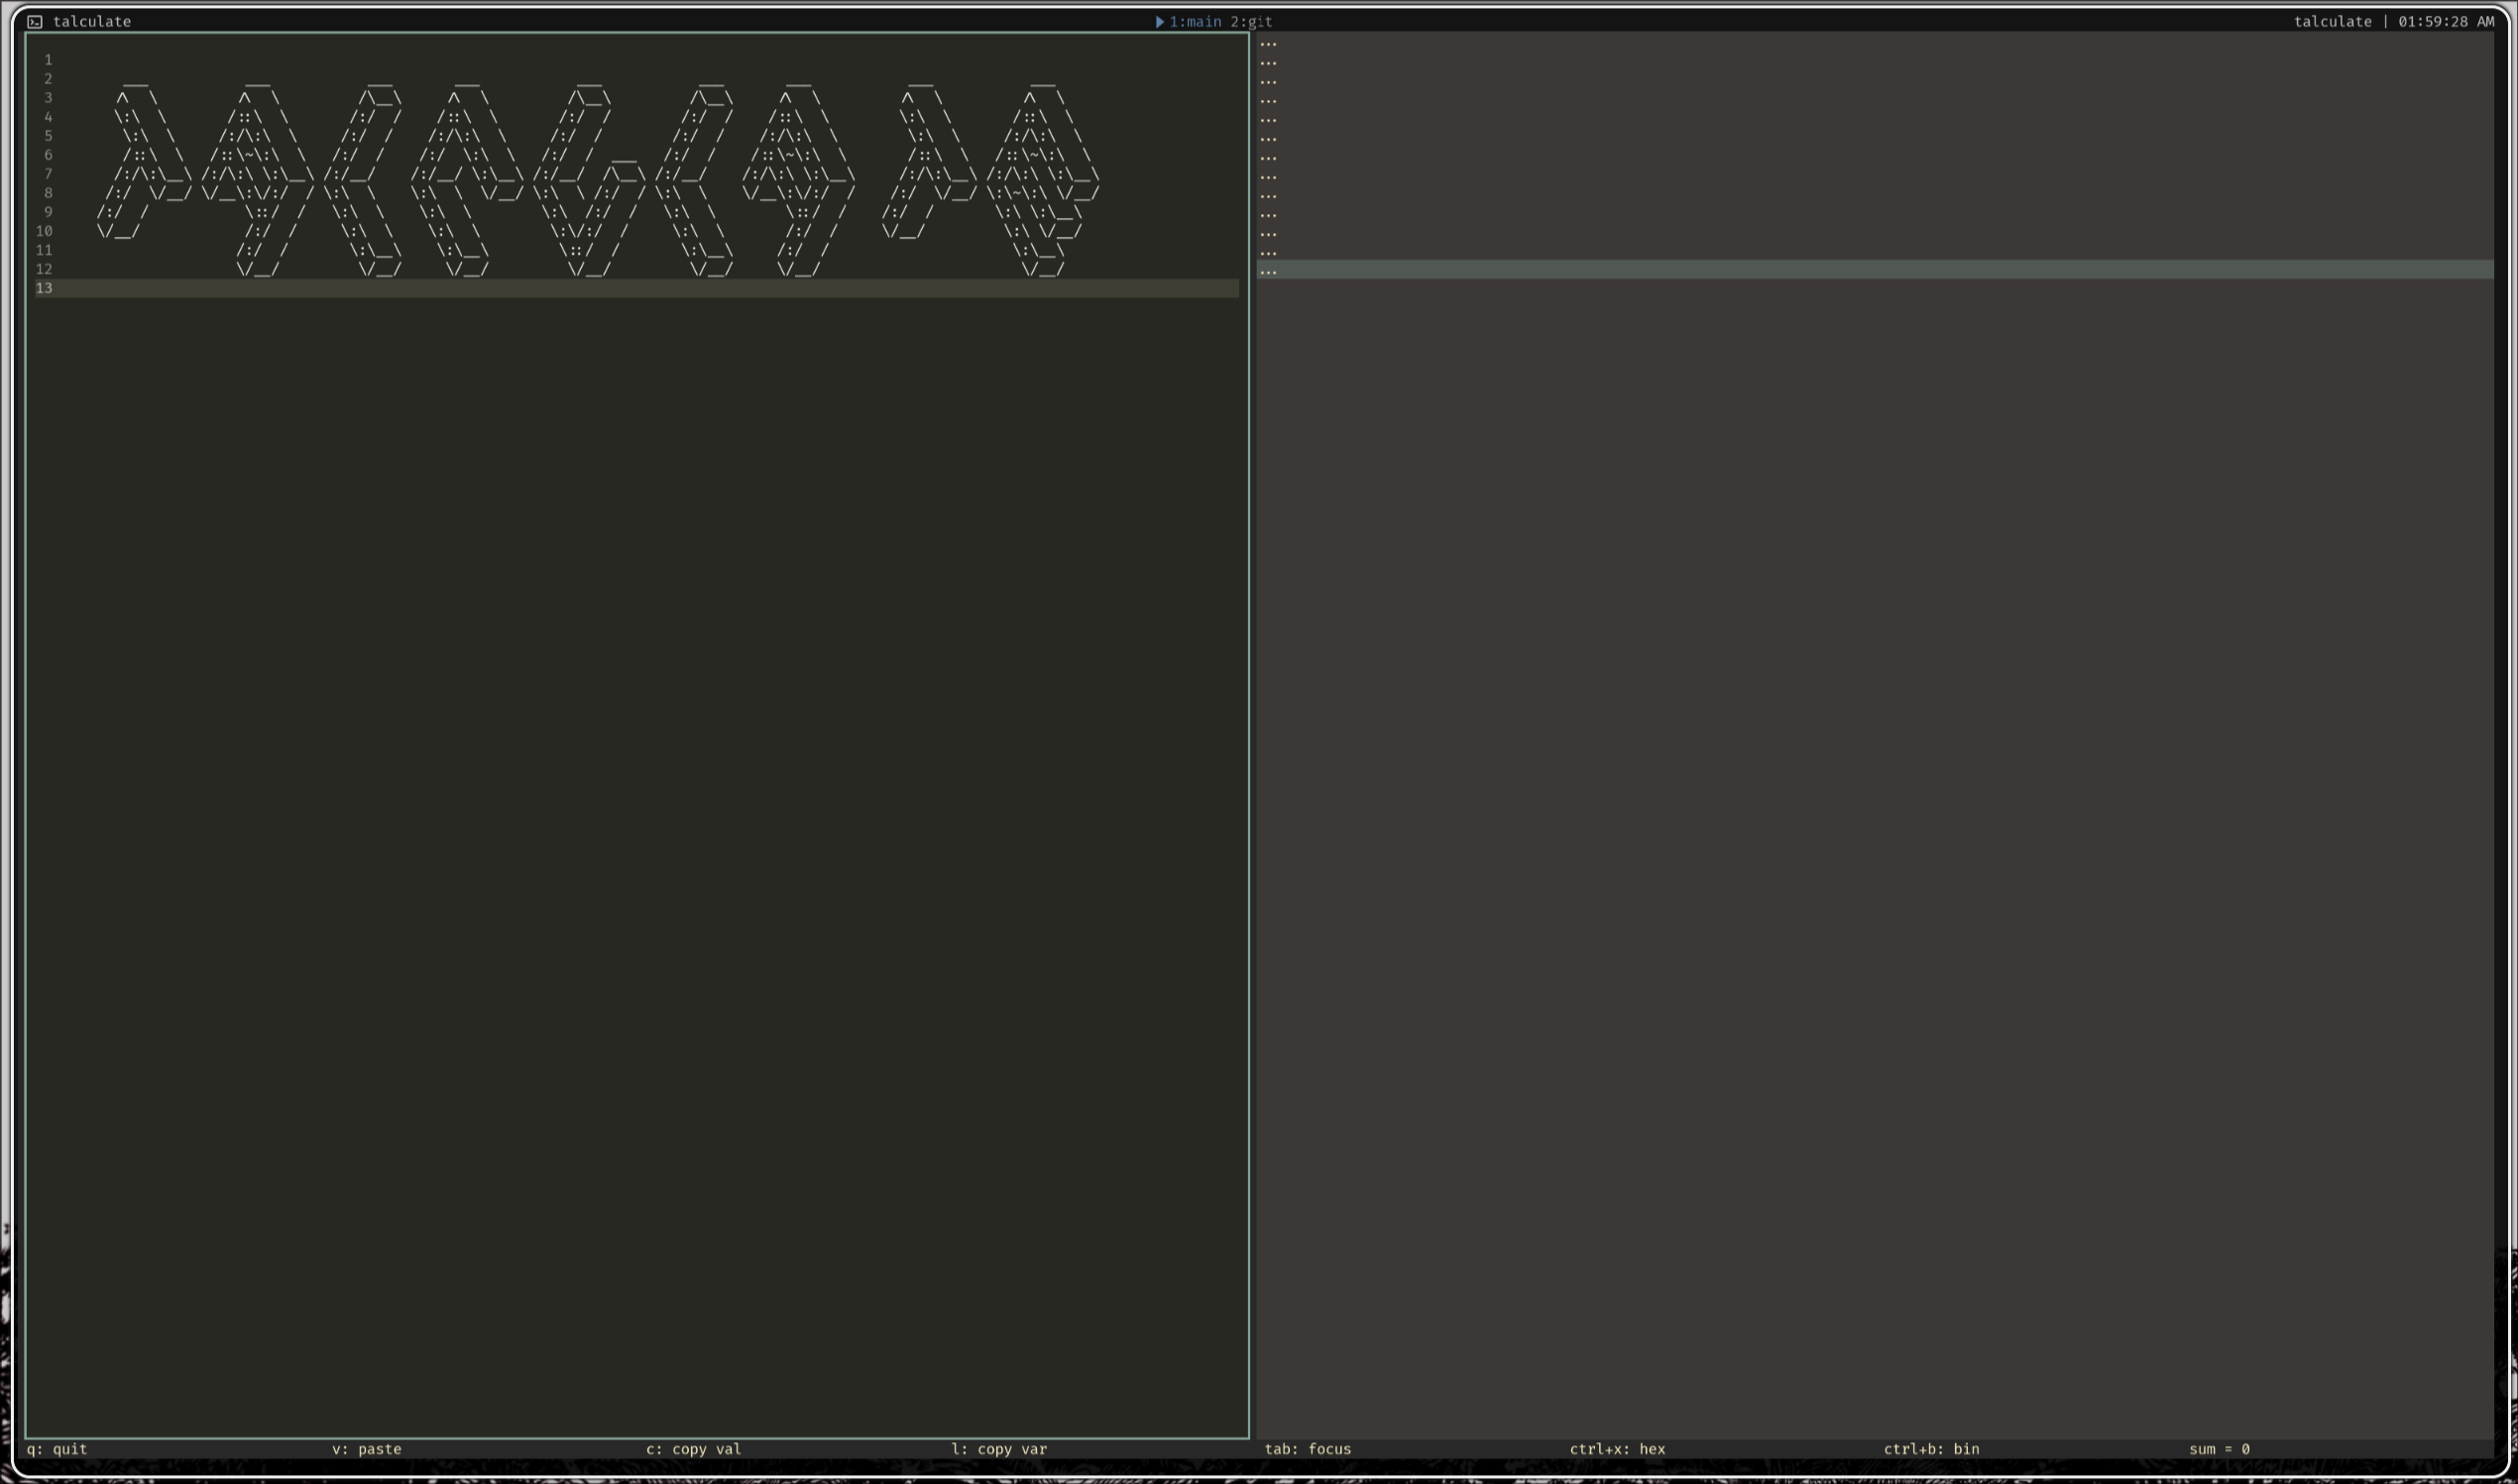 talculate
1:main 2:git
talculate | 01:59:28 AM
1
2
3
4
5
6
7
8
9
10
11
12
13
TALCULATE
...
...
...
...
...
...
...
...
...
...
...
...
...
q: quit
v: paste
c: copy val
l: copy var
tab: focus
ctrl+x: hex
ctrl+b: bin
sum = 0